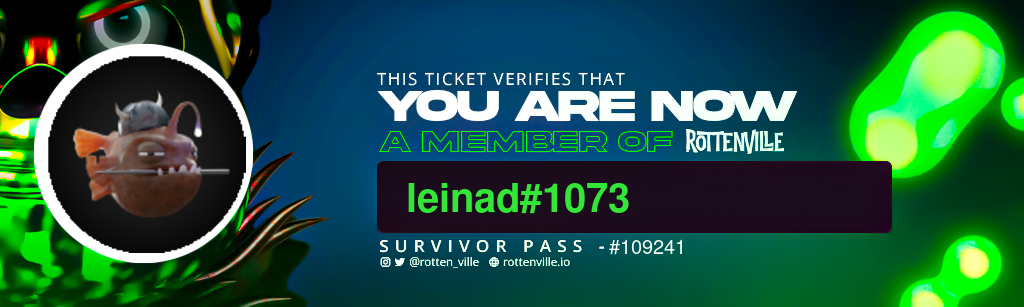 THIS TICKET VERIFIES THAT
YOU ARE NOW
A MEMBER OF ROTTENVILLE
leinad#1073
SURVIVOR PASS - #109241
@rotten_ville rottenville.io